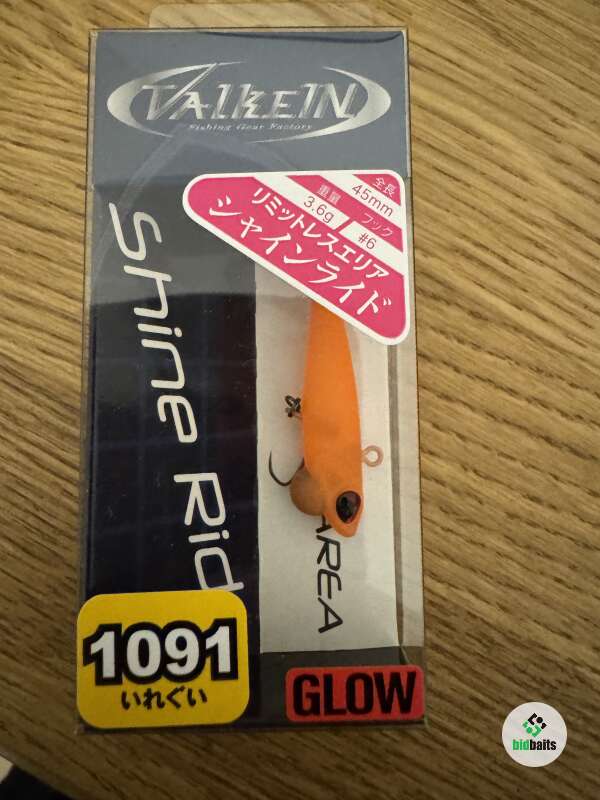 VALKEIN
Fishing Gear Factory
全長
45mm
重量
3.6g
フック
#6
リミットレスエリア
シャインライド
Shine Rid
AREA
1091
いれぐい
GLOW
bidbaits